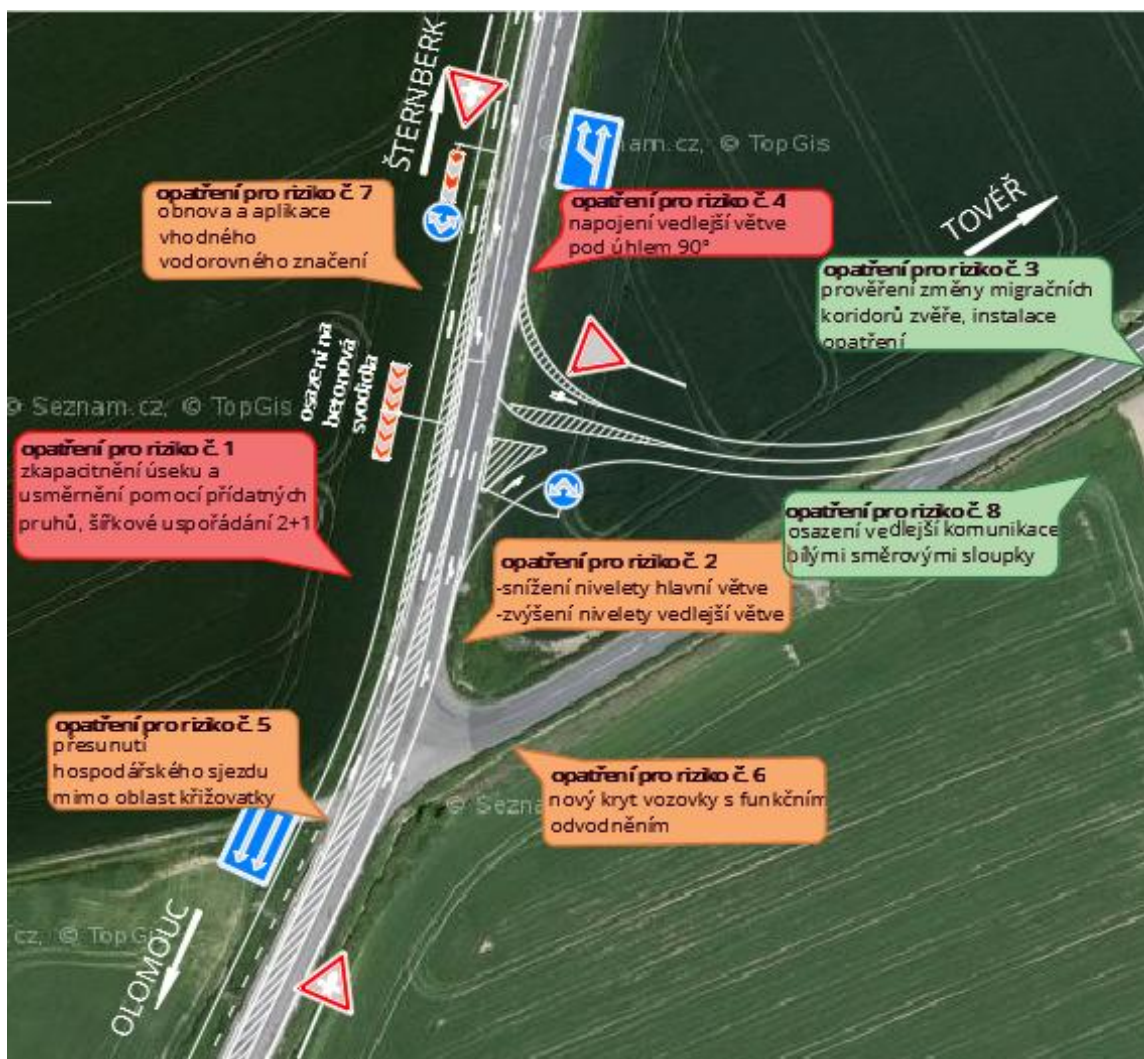 ŠTERNBERK
© Seznam.cz, © TopGis
opatření pro riziko č. 7
obnova a aplikace
vhodného
vodorovného značení
opatření pro riziko č. 4
napojení vedlejší větve
pod úhlem 90°
TOVÉŘ
opatření pro riziko č. 3
prověření změny migračních
koridorů zvěře, instalace
opatření
osazení na
betonová
svodidla
© Seznam.cz, © TopGis
opatření pro riziko č. 1
zkapacitnění úseku a
usměrnění pomocí přídatných
pruhů, šířkové uspořádání 2+1
opatření pro riziko č. 8
osazení vedlejší komunikace
bílými směrovými sloupky
opatření pro riziko č. 2
-snížení nivelety hlavní větve
-zvýšení nivelety vedlejší větve
opatření pro riziko č. 5
přesunutí
hospodářského sjezdu
mimo oblast křižovatky
opatření pro riziko č. 6
nový kryt vozovky s funkčním
odvodněním
© Sezn
cz, © TopGis
OLOMOUC